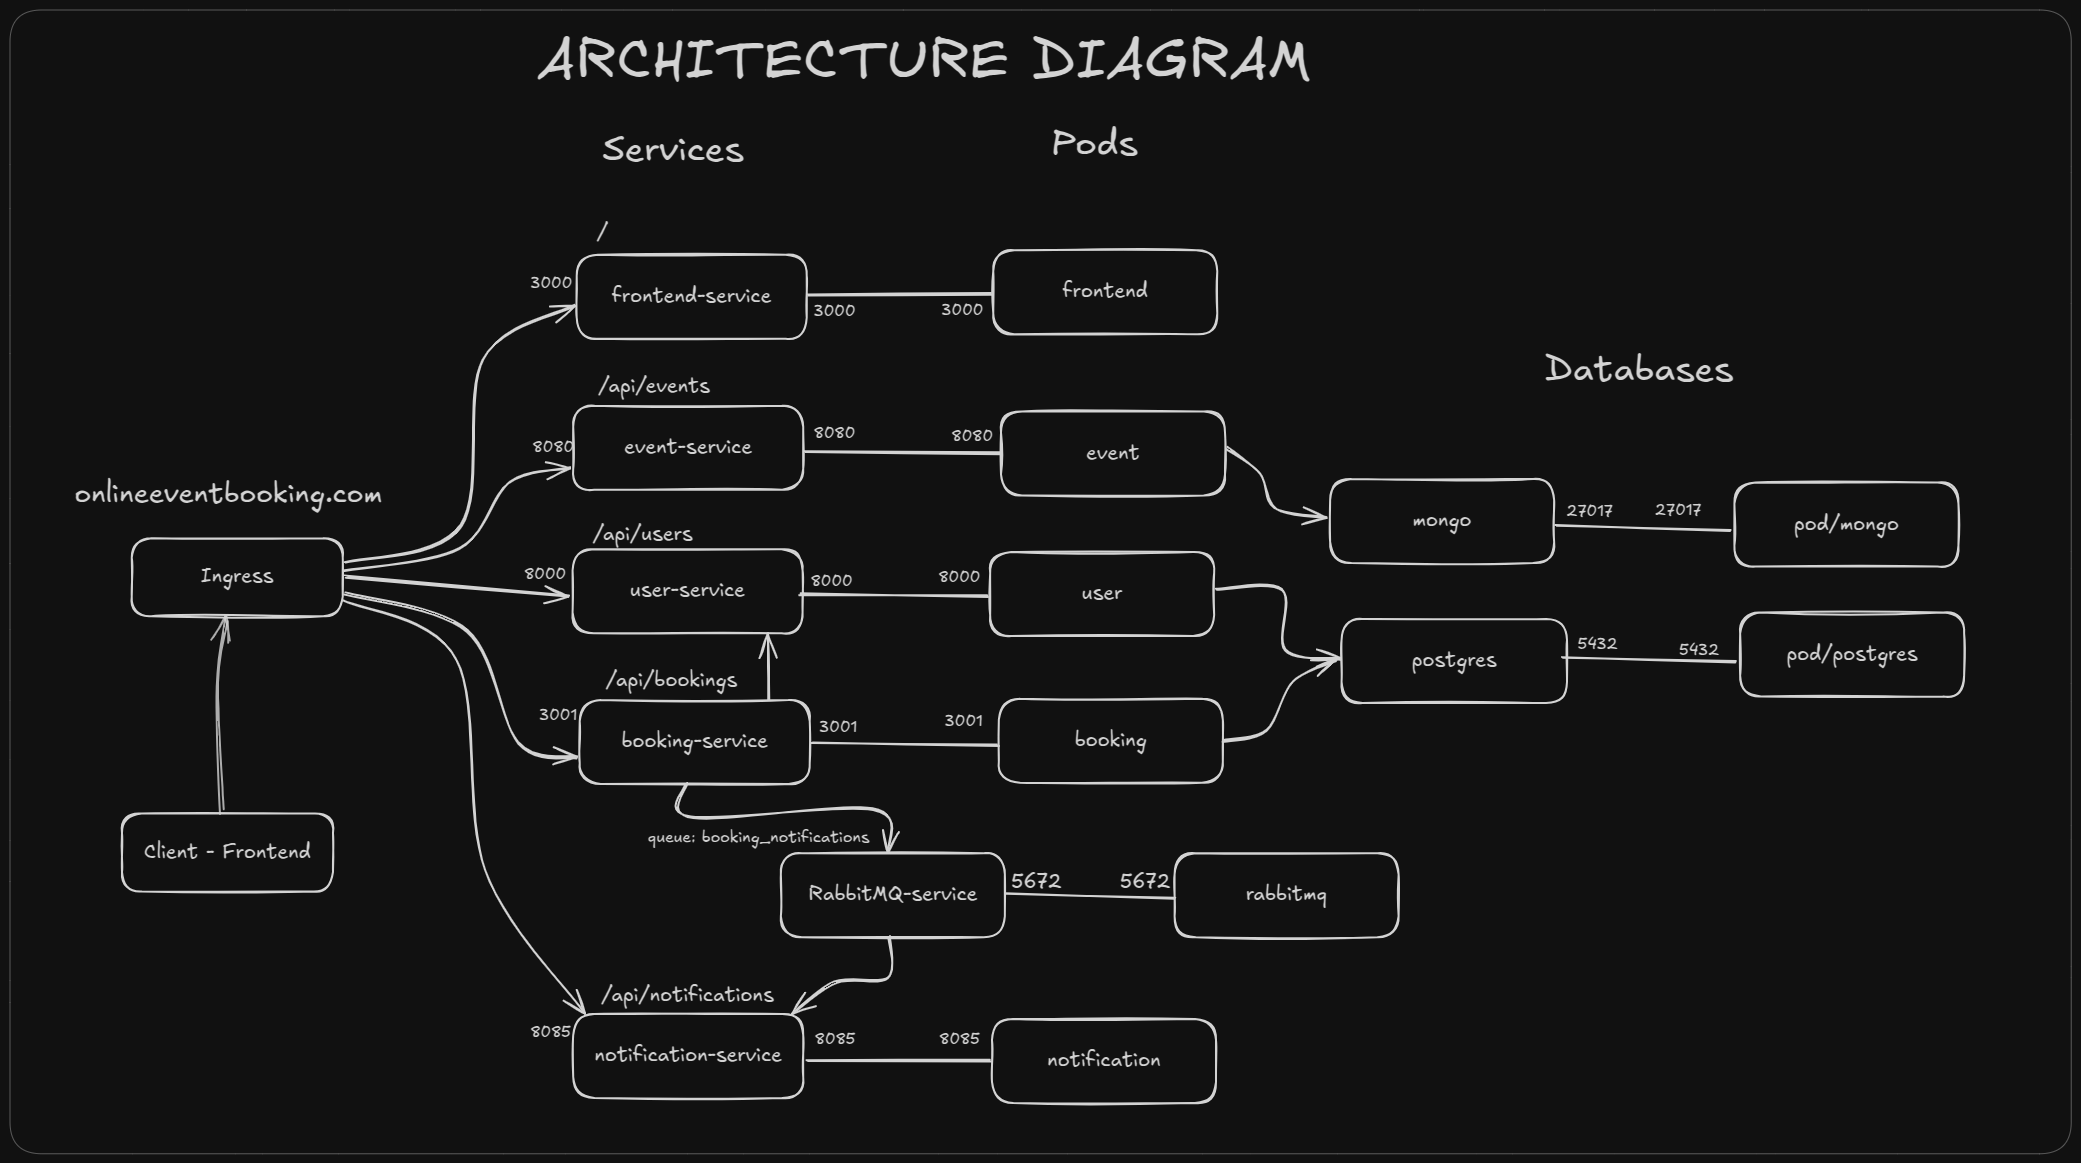 ARCHITECTURE DIAGRAM
Services
Pods
/
3000
frontend-service
3000
3000
frontend
Databases
/api/events
8080
event-service
8080
8080
event
onlineeventbooking.com
Ingress
mongo
27017
27017
pod/mongo
/api/users
8000
user-service
8000
8000
user
postgres
5432
5432
pod/postgres
/api/bookings
3001
booking-service
3001
3001
booking
Client - Frontend
queue: booking_notifications
RabbitMQ-service
5672
5672
rabbitmq
/api/notifications
8085
notification-service
8085
8085
notification